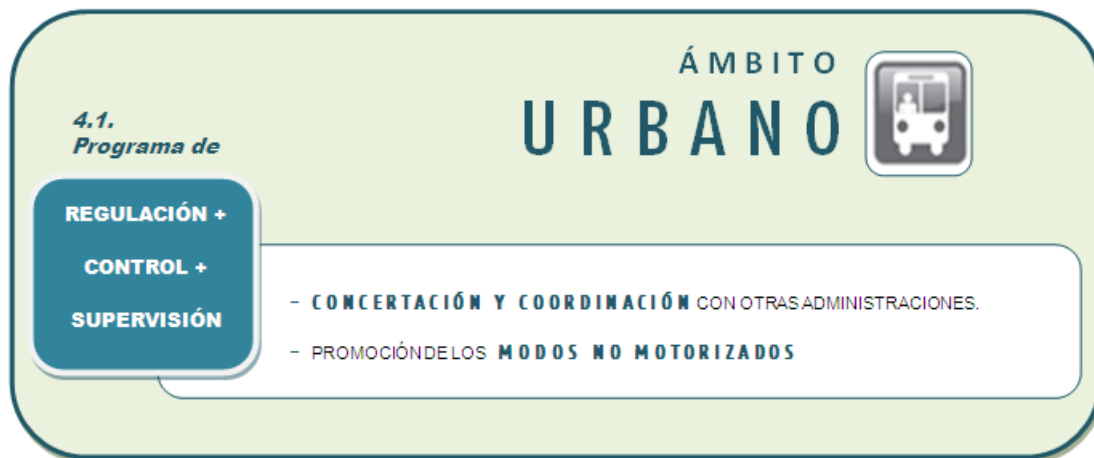 ÁMBITO
URBANO
4.1.
Programa de
REGULACIÓN +
CONTROL +
SUPERVISIÓN
- CONCERTACIÓN Y COORDINACIÓN CON OTRAS ADMINISTRACIONES.
- PROMOCIÓN DE LOS MODOS NO MOTORIZADOS